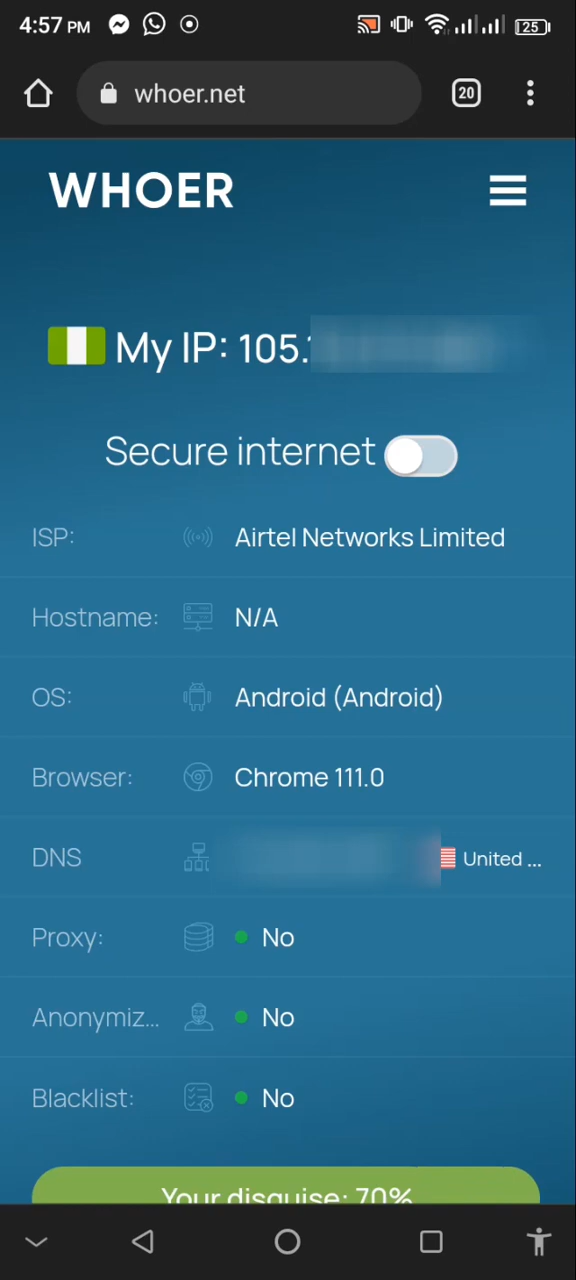 4:57 PM 25
whoer.net 20
WHOER
My IP: 105.
Secure internet
ISP: Airtel Networks Limited
Hostname: N/A
OS: Android (Android)
Browser: Chrome 111.0
DNS United ...
Proxy: No
Anonymiz... No
Blacklist: No
Your disguise: 70%